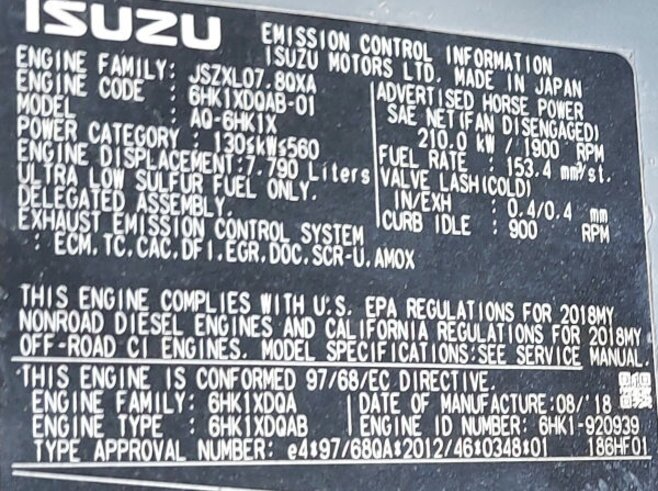 ISUZU
EMISSION CONTROL INFORMATION
ISUZU MOTORS LTD. MADE IN JAPAN
ENGINE FAMILY: JSZXL07.8QXA
ENGINE CODE : 6HK1XDQAB-01
MODEL : AQ-6HK1X
POWER CATEGORY : 130≤kW≤560
ENGINE DISPLACEMENT:7.790 Liters
ULTRA LOW SULFUR FUEL ONLY.
DELEGATED ASSEMBLY.
EXHAUST EMISSION CONTROL SYSTEM
: ECM.TC.CAC.DFI.EGR.DOC.SCR-U.AMOX
ADVERTISED HORSE POWER
SAE NET(FAN DISENGAGED)
210.0 kW / 1900 RPM
FUEL RATE : 153.4 mm³/st.
VALVE LASH(COLD)
IN/EXH : 0.4/0.4 mm
CURB IDLE : 900 RPM
THIS ENGINE COMPLIES WITH U.S. EPA REGULATIONS FOR 2018MY
NONROAD DIESEL ENGINES AND CALIFORNIA REGULATIONS FOR 2018MY
OFF-ROAD CI ENGINES. MODEL SPECIFICATIONS:SEE SERVICE MANUAL.
THIS ENGINE IS CONFORMED 97/68/EC DIRECTIVE.
ENGINE FAMILY: 6HK1XDQA
DATE OF MANUFACTURE:08/'18
ENGINE TYPE : 6HK1XDQAB
ENGINE ID NUMBER: 6HK1-920939
TYPE APPROVAL NUMBER: e4*97/68QA*2012/46*0348*01 186HF01